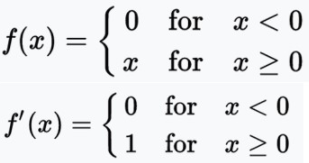 f(x) = { 0 for x < 0
x for x ≥ 0
f′(x) = { 0 for x < 0
1 for x ≥ 0